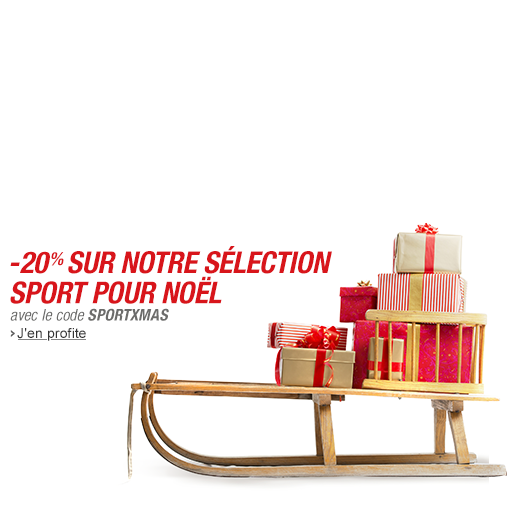 -20% SUR NOTRE SÉLECTION
SPORT POUR NOËL
avec le code SPORTXMAS
> J'en profite